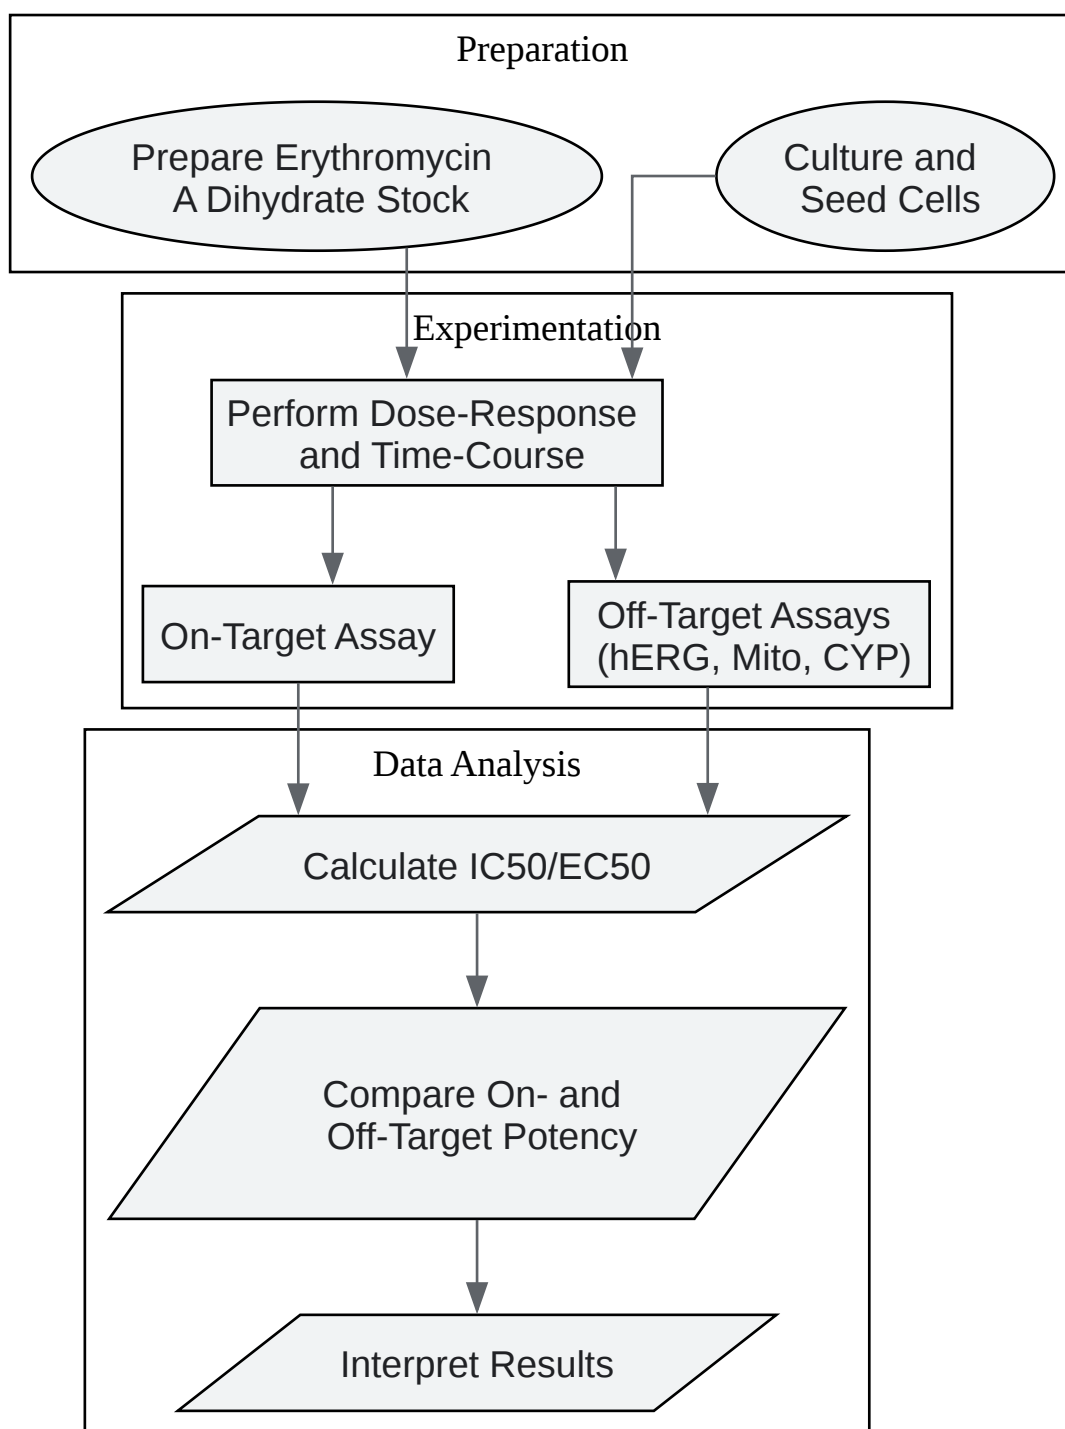 Preparation
Prepare Erythromycin
A Dihydrate Stock
Culture and
Seed Cells
Experimentation
Perform Dose-Response
and Time-Course
On-Target Assay
Off-Target Assays
(hERG, Mito, CYP)
Data Analysis
Calculate IC50/EC50
Compare On- and
Off-Target Potency
Interpret Results